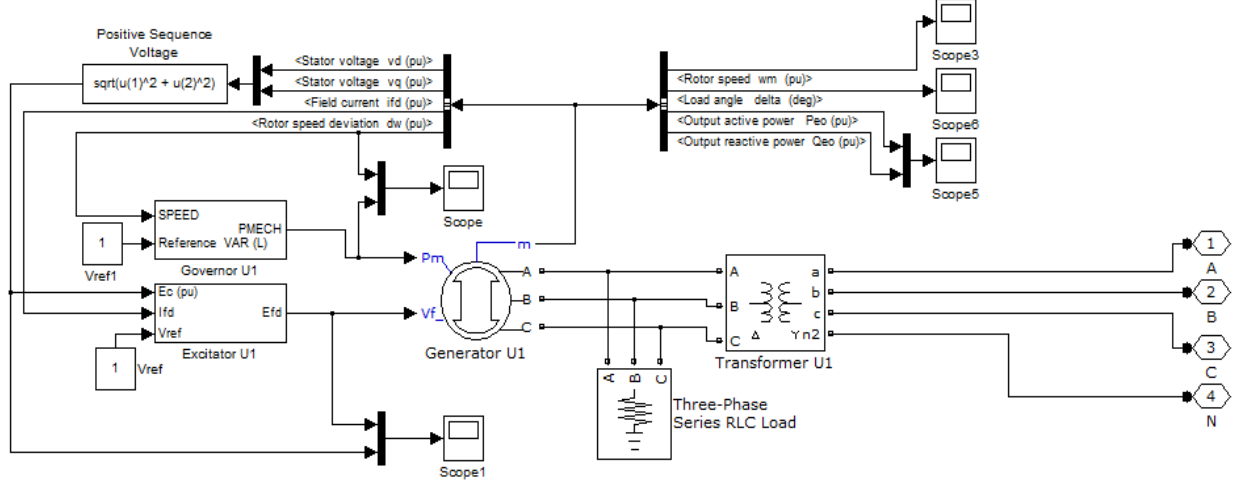 Positive Sequence
Voltage
sqrt(u(1)^2 + u(2)^2)
<Stator voltage vd (pu)>
<Stator voltage vq (pu)>
<Field current ifd (pu)>
<Rotor speed deviation dw (pu)>
<Rotor speed wm (pu)>
<Load angle delta (deg)>
<Output active power Peo (pu)>
<Output reactive power Qeo (pu)>
Scope3
Scope6
Scope5
Scope
SPEED
PMECH
Reference VAR (L)
Governor U1
1
Vref1
Ec (pu)
Ifd
Efd
Vref
Excitator U1
1
Vref
m
Pm
Vf_
A
B
C
Generator U1
A
B
C
a
b
c
n2
Δ
Y
Transformer U1
A
B
C
Three-Phase
Series RLC Load
Scope1
1
A
2
B
3
C
4
N